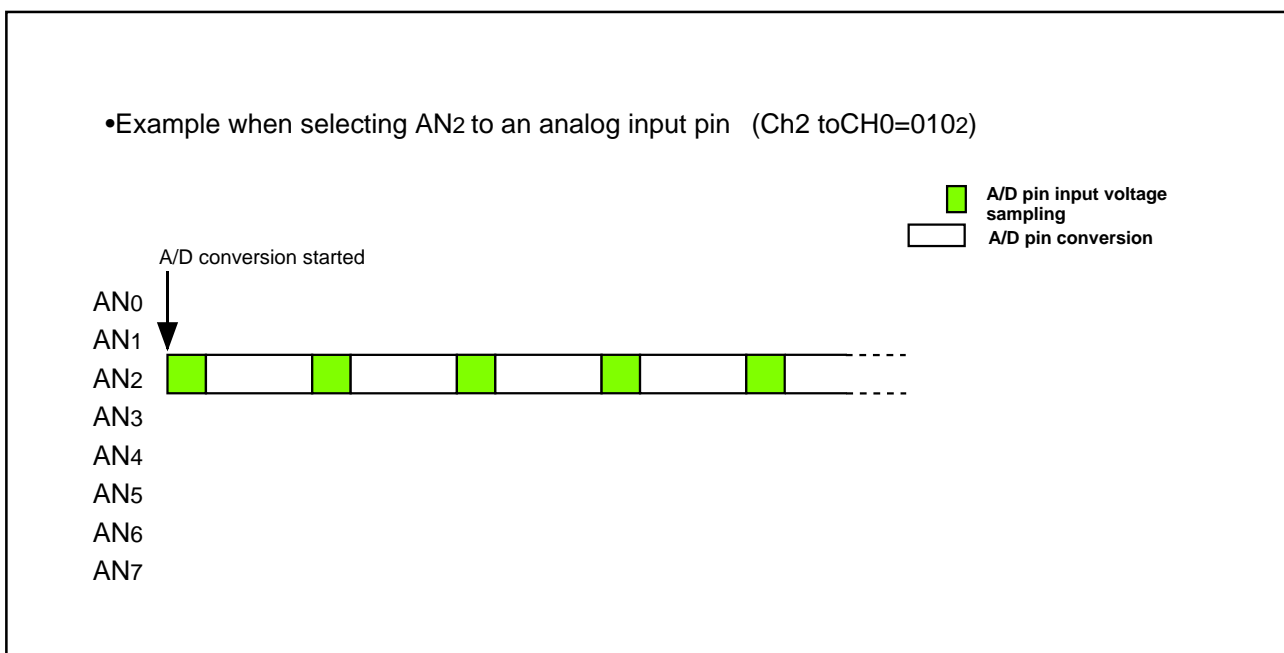 •Example when selecting AN2 to an analog input pin (Ch2 toCH0=0102)
A/D pin input voltage
sampling
A/D pin conversion
A/D conversion started
AN0
AN1
AN2
AN3
AN4
AN5
AN6
AN7